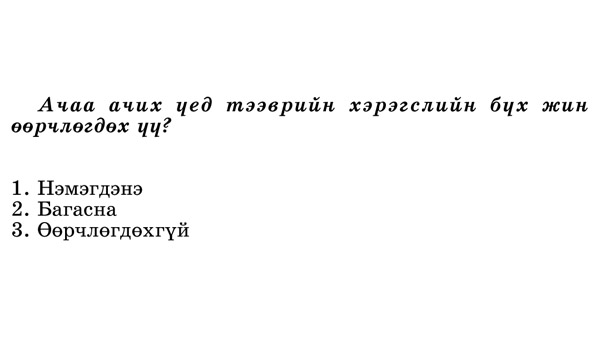 Ачаа ачих үед тээврийн хэрэгслийн бүх жин
өөрчлөгдөх үү?
1. Нэмэгдэнэ
2. Багасна
3. Өөрчлөгдөхгүй